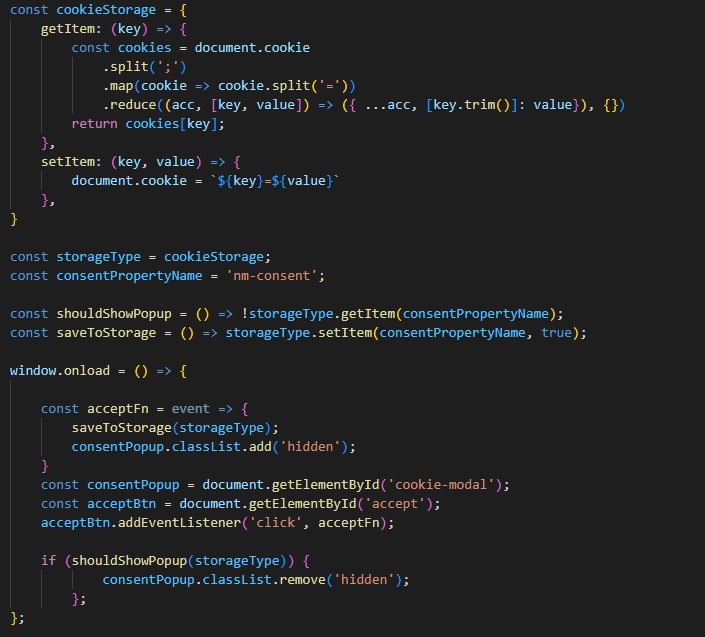 const cookieStorage = {
    getItem: (key) => {
        const cookies = document.cookie
            .split(';')
            .map(cookie => cookie.split('='))
            .reduce((acc, [key, value]) => ({ ...acc, [key.trim()]: value}), {})
        return cookies[key];
    },
    setItem: (key, value) => {
        document.cookie = `${key}=${value}`
    },
}

const storageType = cookieStorage;
const consentPropertyName = 'nm-consent';

const shouldShowPopup = () => !storageType.getItem(consentPropertyName);
const saveToStorage = () => storageType.setItem(consentPropertyName, true);

window.onload = () => {

    const acceptFn = event => {
        saveToStorage(storageType);
        consentPopup.classList.add('hidden');
    }
    const consentPopup = document.getElementById('cookie-modal');
    const acceptBtn = document.getElementById('accept');
    acceptBtn.addEventListener('click', acceptFn);

    if (shouldShowPopup(storageType)) {
            consentPopup.classList.remove('hidden');
        };
};